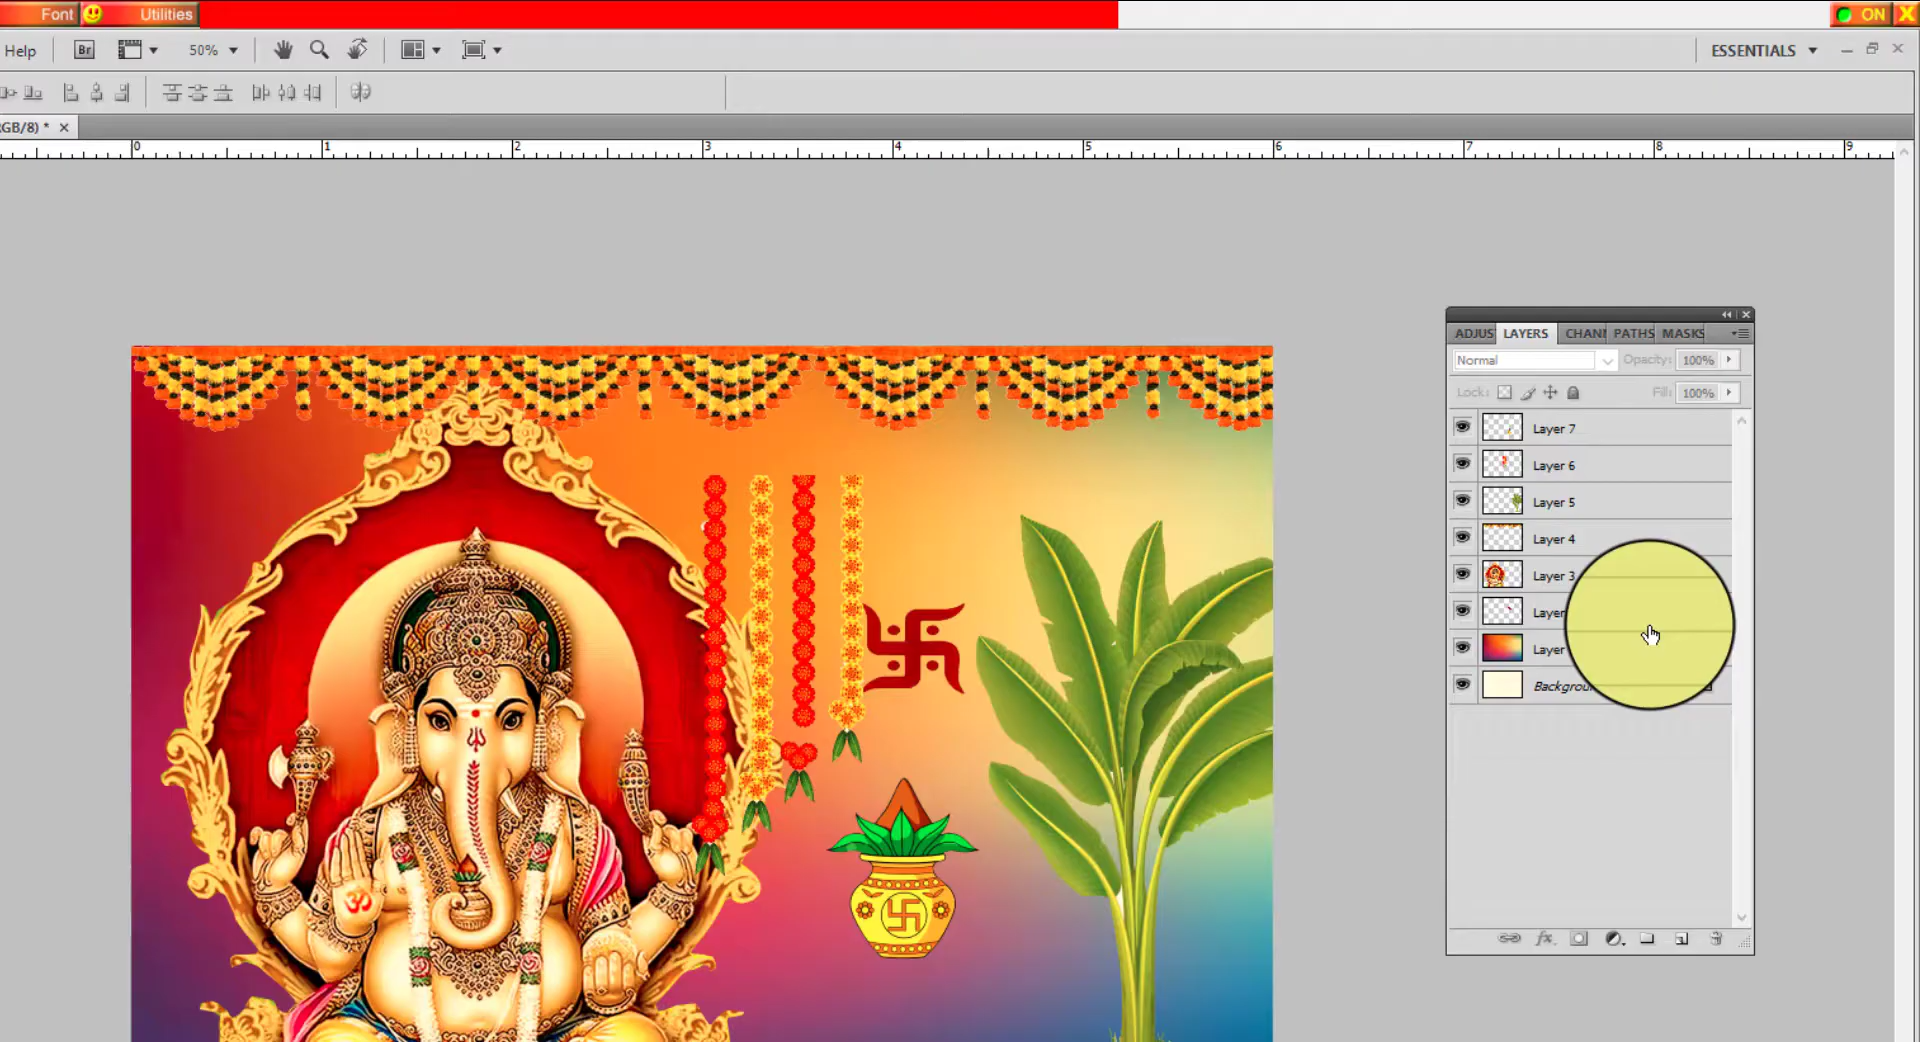 Font Utilities ON X
Help Br 50% ESSENTIALS
GB/8) *
0 1 2 3 4 5 6 7 8 9
ADJUS LAYERS CHAN PATHS MASKS
Normal Opacity: 100%
Lock: Fill: 100%
Layer 7
Layer 6
Layer 5
Layer 4
Layer 3
Layer
Layer
Backgrou
ॐ
fx